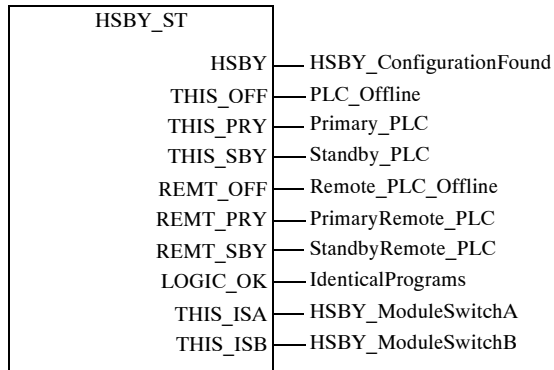 HSBY_ST
HSBY HSBY_ConfigurationFound
THIS_OFF PLC_Offline
THIS_PRY Primary_PLC
THIS_SBY Standby_PLC
REMT_OFF Remote_PLC_Offline
REMT_PRY PrimaryRemote_PLC
REMT_SBY StandbyRemote_PLC
LOGIC_OK IdenticalPrograms
THIS_ISA HSBY_ModuleSwitchA
THIS_ISB HSBY_ModuleSwitchB